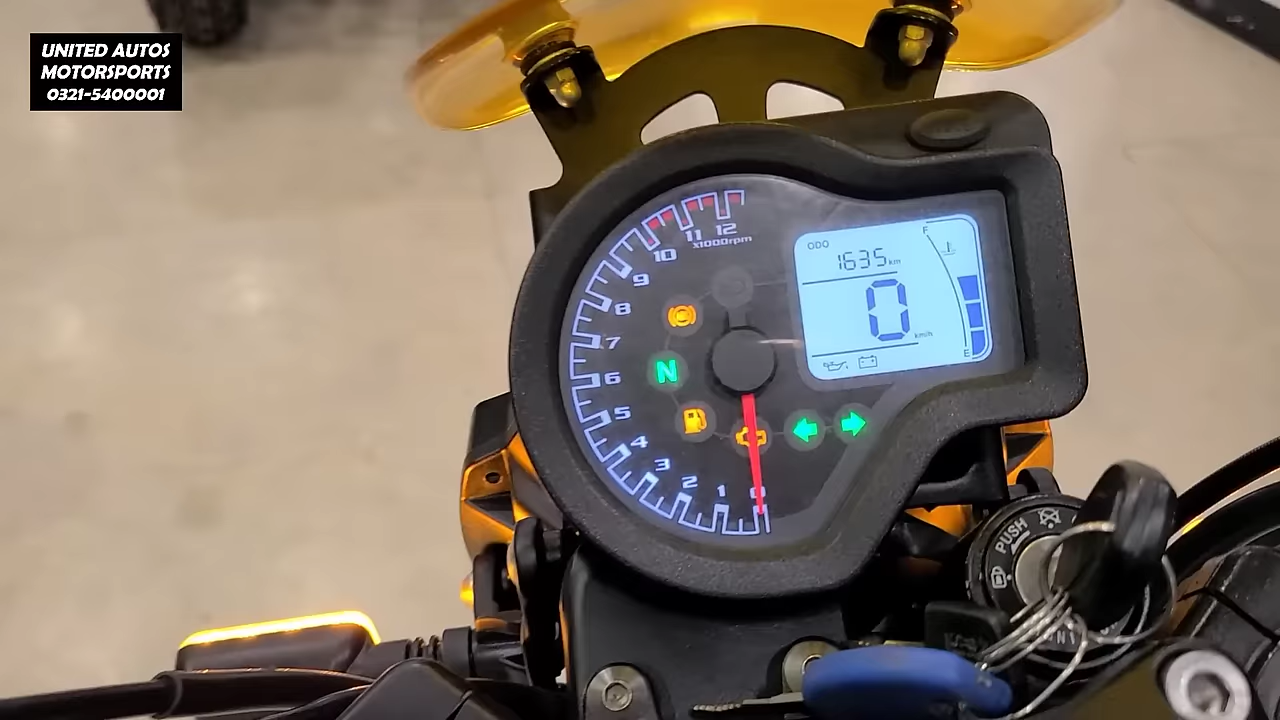 UNITED AUTOS
MOTORSPORTS
0321-5400001
12
11
x1000rpm
10
9
8
7
6
5
4
3
2
1
0
N
ODO
1635 km
0
km/h
F
E
PUSH